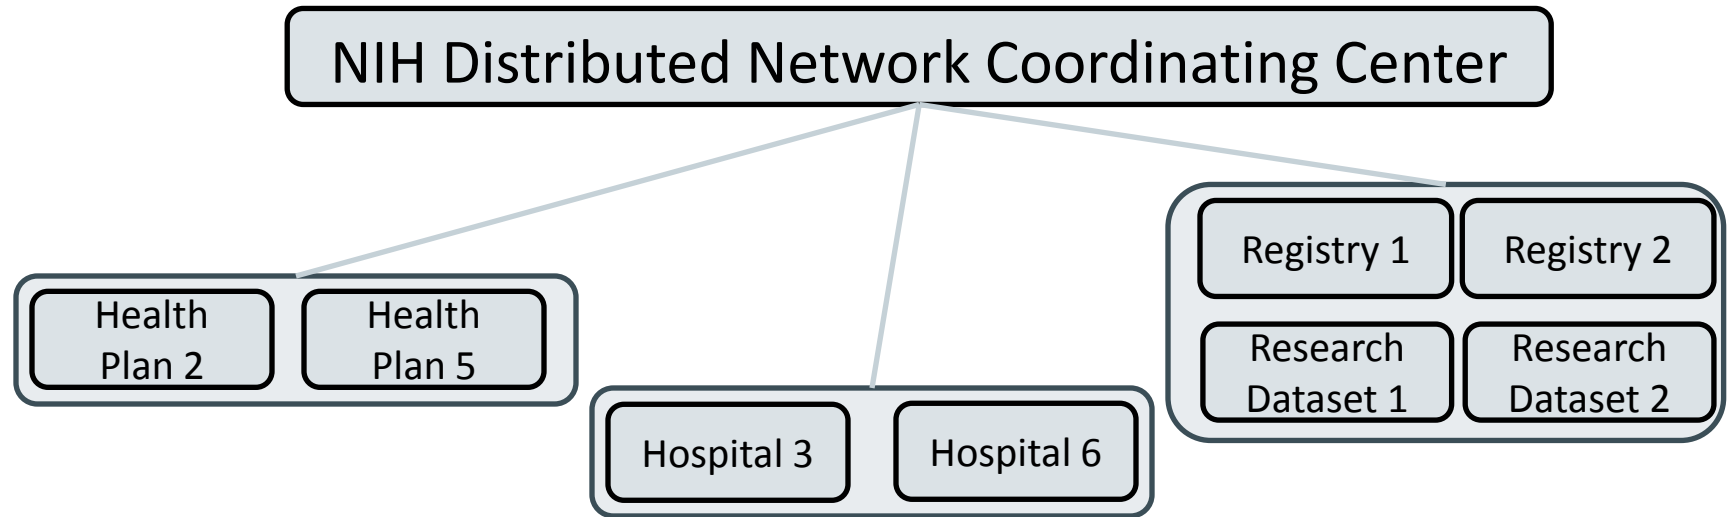 NIH Distributed Network Coordinating Center
Registry 1
Registry 2
Health
Plan 2
Health
Plan 5
Research
Dataset 1
Research
Dataset 2
Hospital 3
Hospital 6